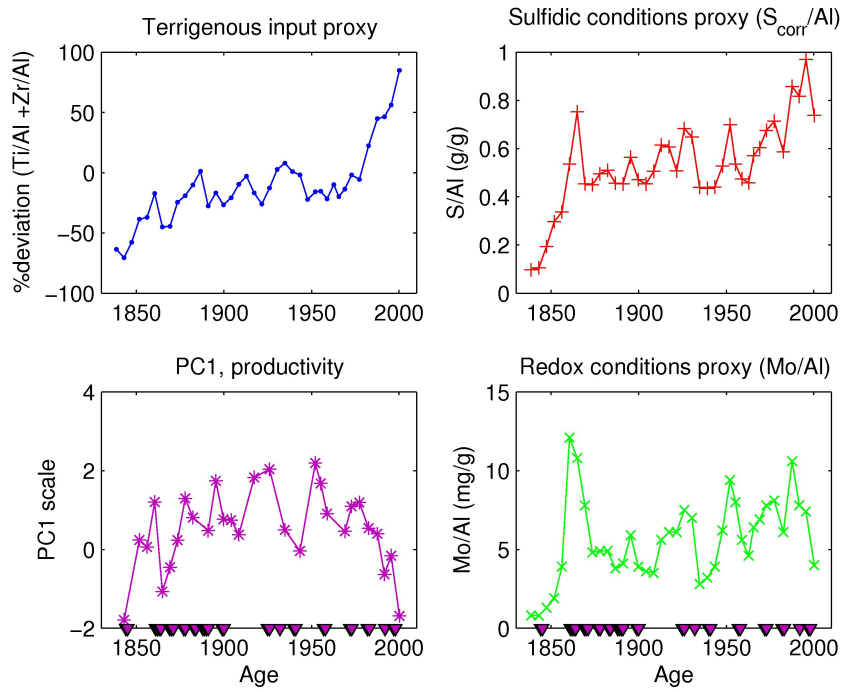 Terrigenous input proxy
%deviation (Ti/Al +Zr/Al)
100
50
0
−50
−100
1850 1900 1950 2000
Sulfidic conditions proxy (Scorr/Al)
S/Al (g/g)
1
0.8
0.6
0.4
0.2
0
1850 1900 1950 2000
PC1, productivity
PC1 scale
4
2
0
−2
1850 1900 1950 2000
Age
Redox conditions proxy (Mo/Al)
Mo/Al (mg/g)
15
10
5
0
1850 1900 1950 2000
Age